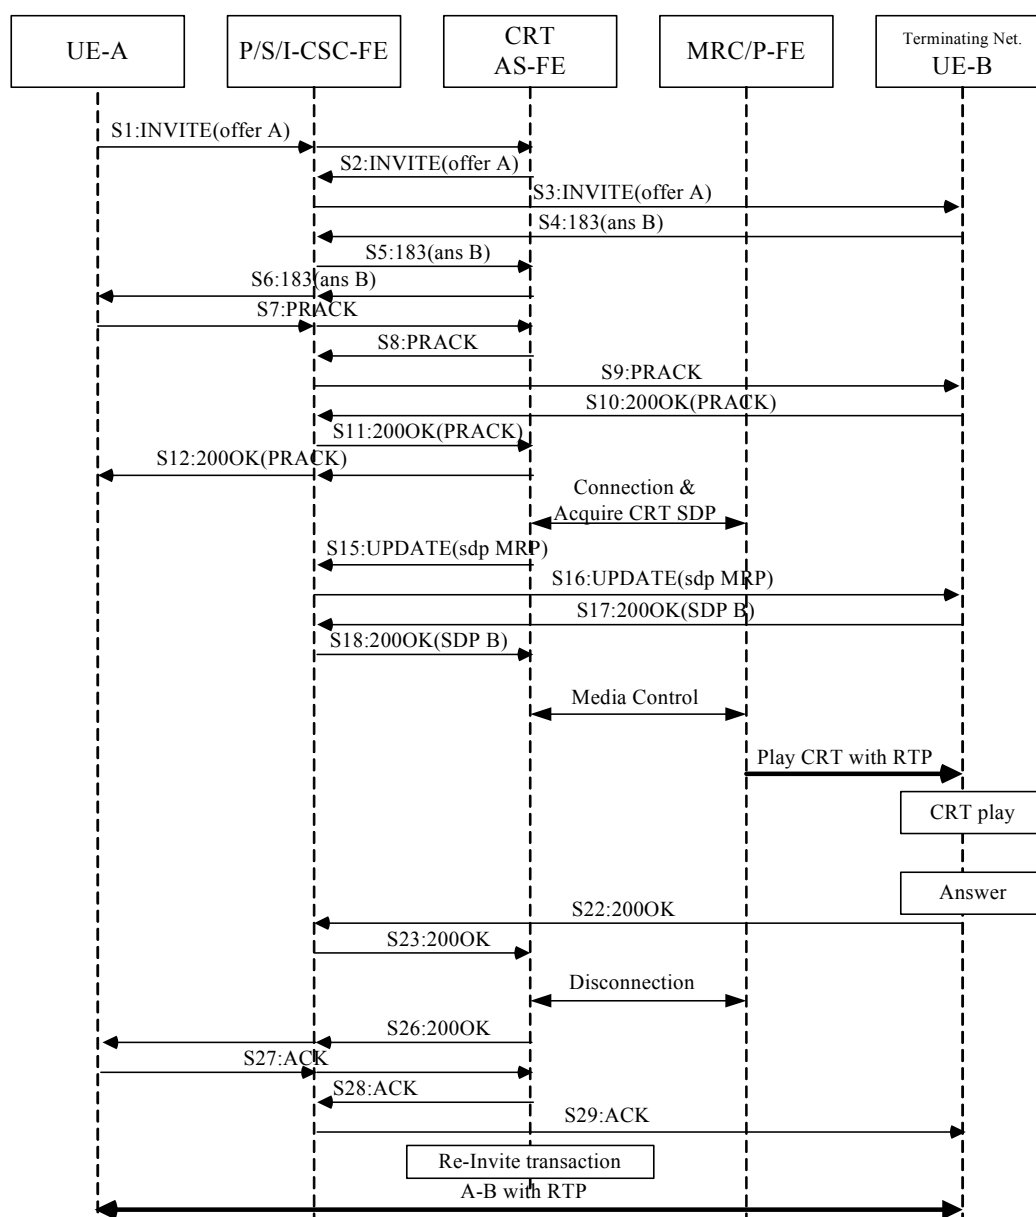 UE-A
P/S/I-CSC-FE
CRT
AS-FE
MRC/P-FE
Terminating Net.
UE-B
S1:INVITE(offer A)
S2:INVITE(offer A)
S3:INVITE(offer A)
S4:183(ans B)
S5:183(ans B)
S6:183(ans B)
S7:PRACK
S8:PRACK
S9:PRACK
S10:200OK(PRACK)
S11:200OK(PRACK)
S12:200OK(PRACK)
Connection &
Acquire CRT SDP
S15:UPDATE(sdp MRP)
S16:UPDATE(sdp MRP)
S17:200OK(SDP B)
S18:200OK(SDP B)
Media Control
Play CRT with RTP
CRT play
Answer
S22:200OK
S23:200OK
Disconnection
S26:200OK
S27:ACK
S28:ACK
S29:ACK
Re-Invite transaction
A-B with RTP